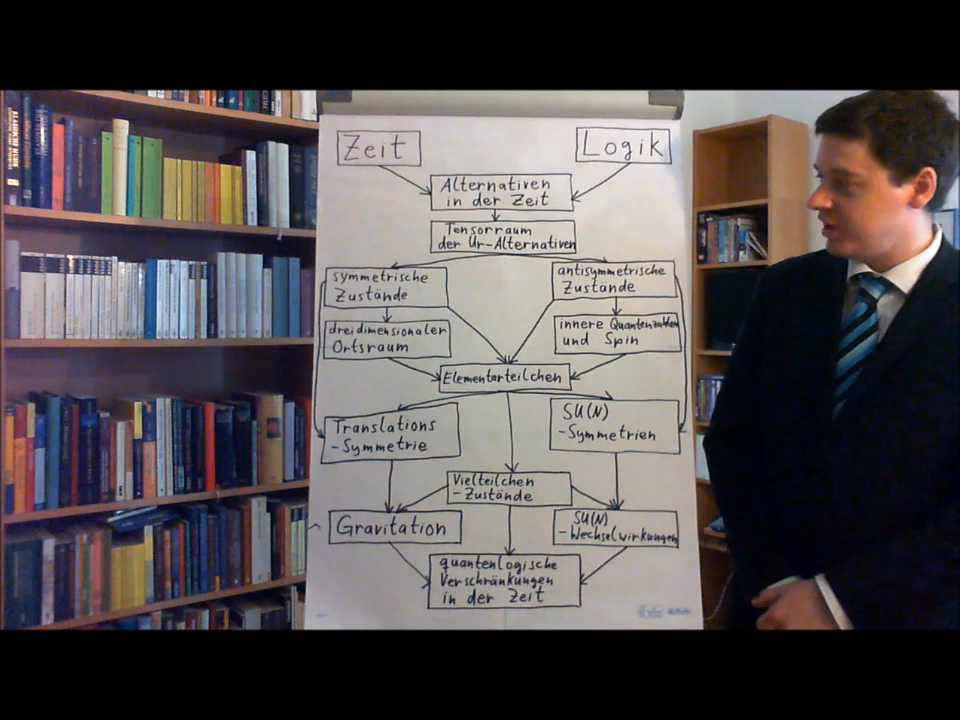 Zeit
Logik
Alternativen
in der Zeit
Tensorraum
der Ur-Alternativen
symmetrische
Zustände
antisymmetrische
Zustände
dreidimensionaler
Ortsraum
innere Quantenzahlen
und Spin
Elementarteilchen
Translations
-Symmetrie
SU(N)
-Symmetrien
Vielteilchen
-Zustände
Gravitation
SU(N)
-Wechselwirkungen
quantenlogische
Verschränkungen
in der Zeit